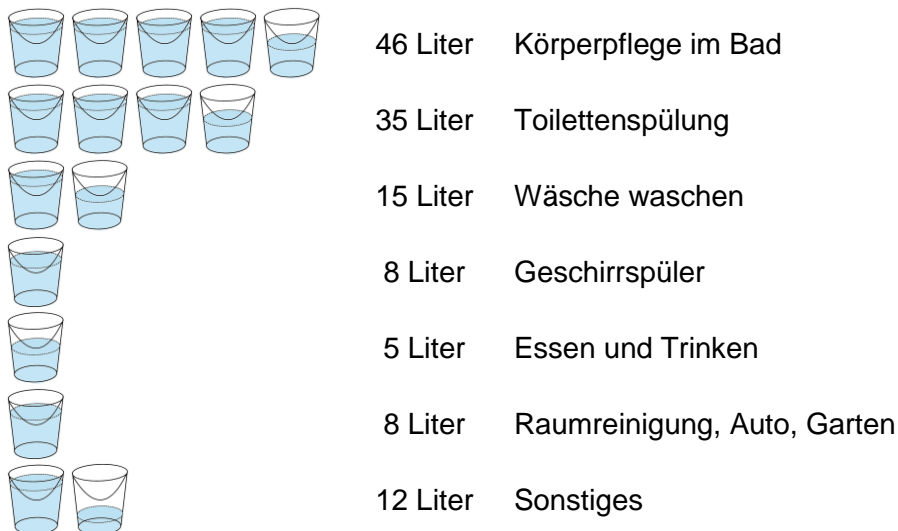 46 Liter Körperpflege im Bad
35 Liter Toilettenspülung
15 Liter Wäsche waschen
8 Liter Geschirrspüler
5 Liter Essen und Trinken
8 Liter Raumreinigung, Auto, Garten
12 Liter Sonstiges